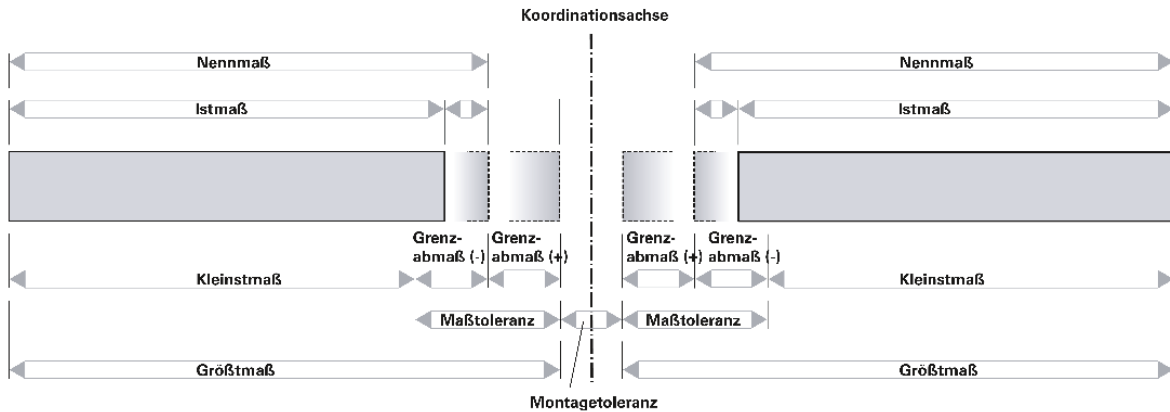 Koordinationsachse
Nennmaß Nennmaß
Istmaß Istmaß
Grenz- Grenz- Grenz- Grenz-
abmaß (-) abmaß (+) abmaß (+) abmaß (-)
Kleinstmaß Kleinstmaß
Maßtoleranz Maßtoleranz
Größtmaß Größtmaß
Montagetoleranz